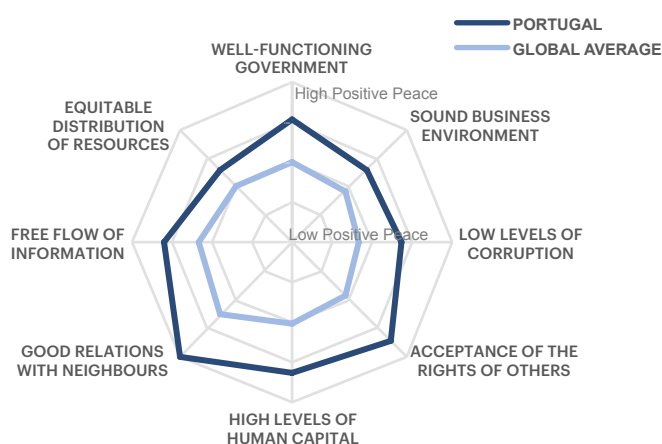 PORTUGAL
GLOBAL AVERAGE
WELL-FUNCTIONING
GOVERNMENT
High Positive Peace
EQUITABLE
DISTRIBUTION
OF RESOURCES
SOUND BUSINESS
ENVIRONMENT
FREE FLOW OF
INFORMATION
Low Positive Peace
LOW LEVELS OF
CORRUPTION
GOOD RELATIONS
WITH NEIGHBOURS
ACCEPTANCE OF THE
RIGHTS OF OTHERS
HIGH LEVELS OF
HUMAN CAPITAL